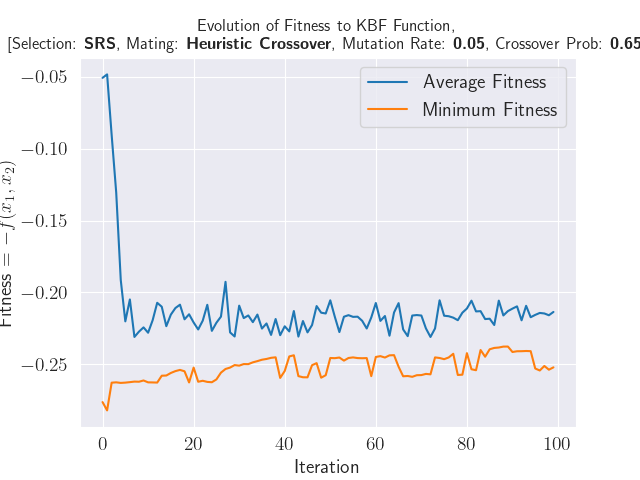 Evolution of Fitness to KBF Function,
[Selection: SRS, Mating: Heuristic Crossover, Mutation Rate: 0.05, Crossover Prob: 0.65
Average Fitness
Minimum Fitness
−0.05
−0.10
−0.15
−0.20
−0.25
Fitness = −f(x₁, x₂)
0 20 40 60 80 100
Iteration